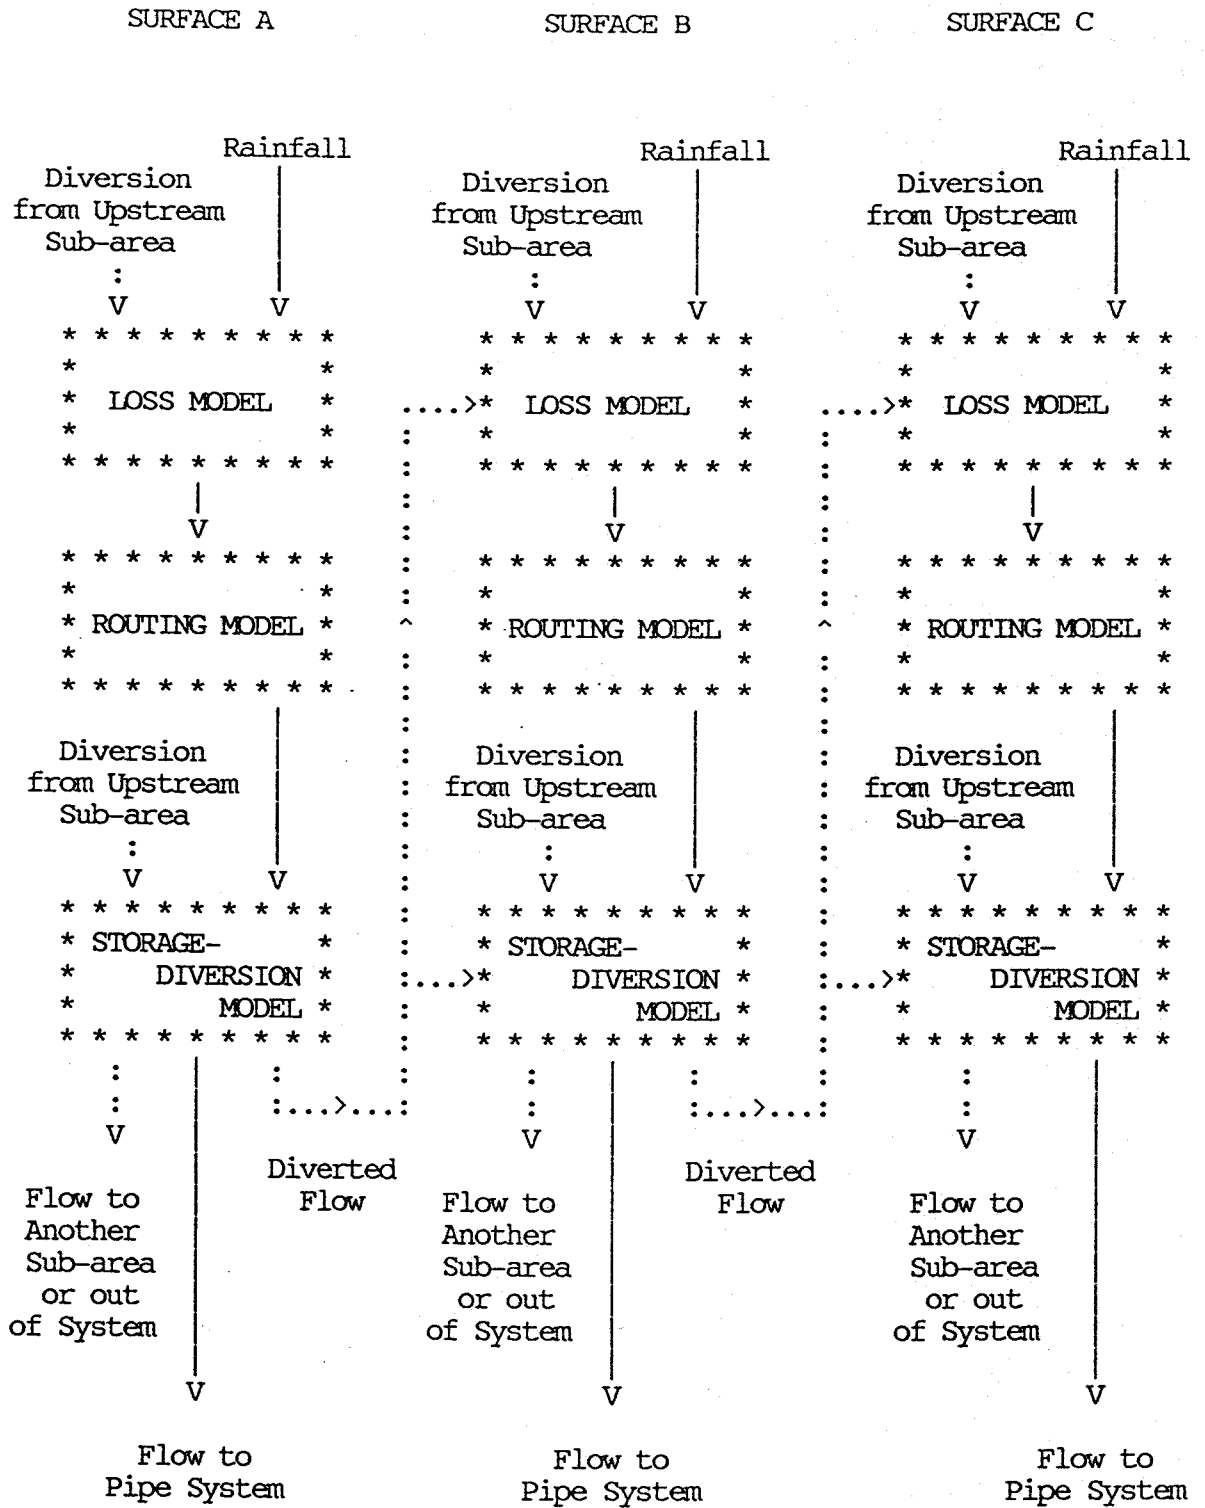 SURFACE A
SURFACE B
SURFACE C
Rainfall
Diversion
from Upstream
Sub-area
Rainfall
Diversion
from Upstream
Sub-area
Rainfall
Diversion
from Upstream
Sub-area
LOSS MODEL
LOSS MODEL
LOSS MODEL
ROUTING MODEL
ROUTING MODEL
ROUTING MODEL
Diversion
from Upstream
Sub-area
Diversion
from Upstream
Sub-area
Diversion
from Upstream
Sub-area
STORAGE-
DIVERSION
MODEL
STORAGE-
DIVERSION
MODEL
STORAGE-
DIVERSION
MODEL
Diverted
Flow
Diverted
Flow
Flow to
Another
Sub-area
or out
of System
Flow to
Another
Sub-area
or out
of System
Flow to
Another
Sub-area
or out
of System
Flow to
Pipe System
Flow to
Pipe System
Flow to
Pipe System